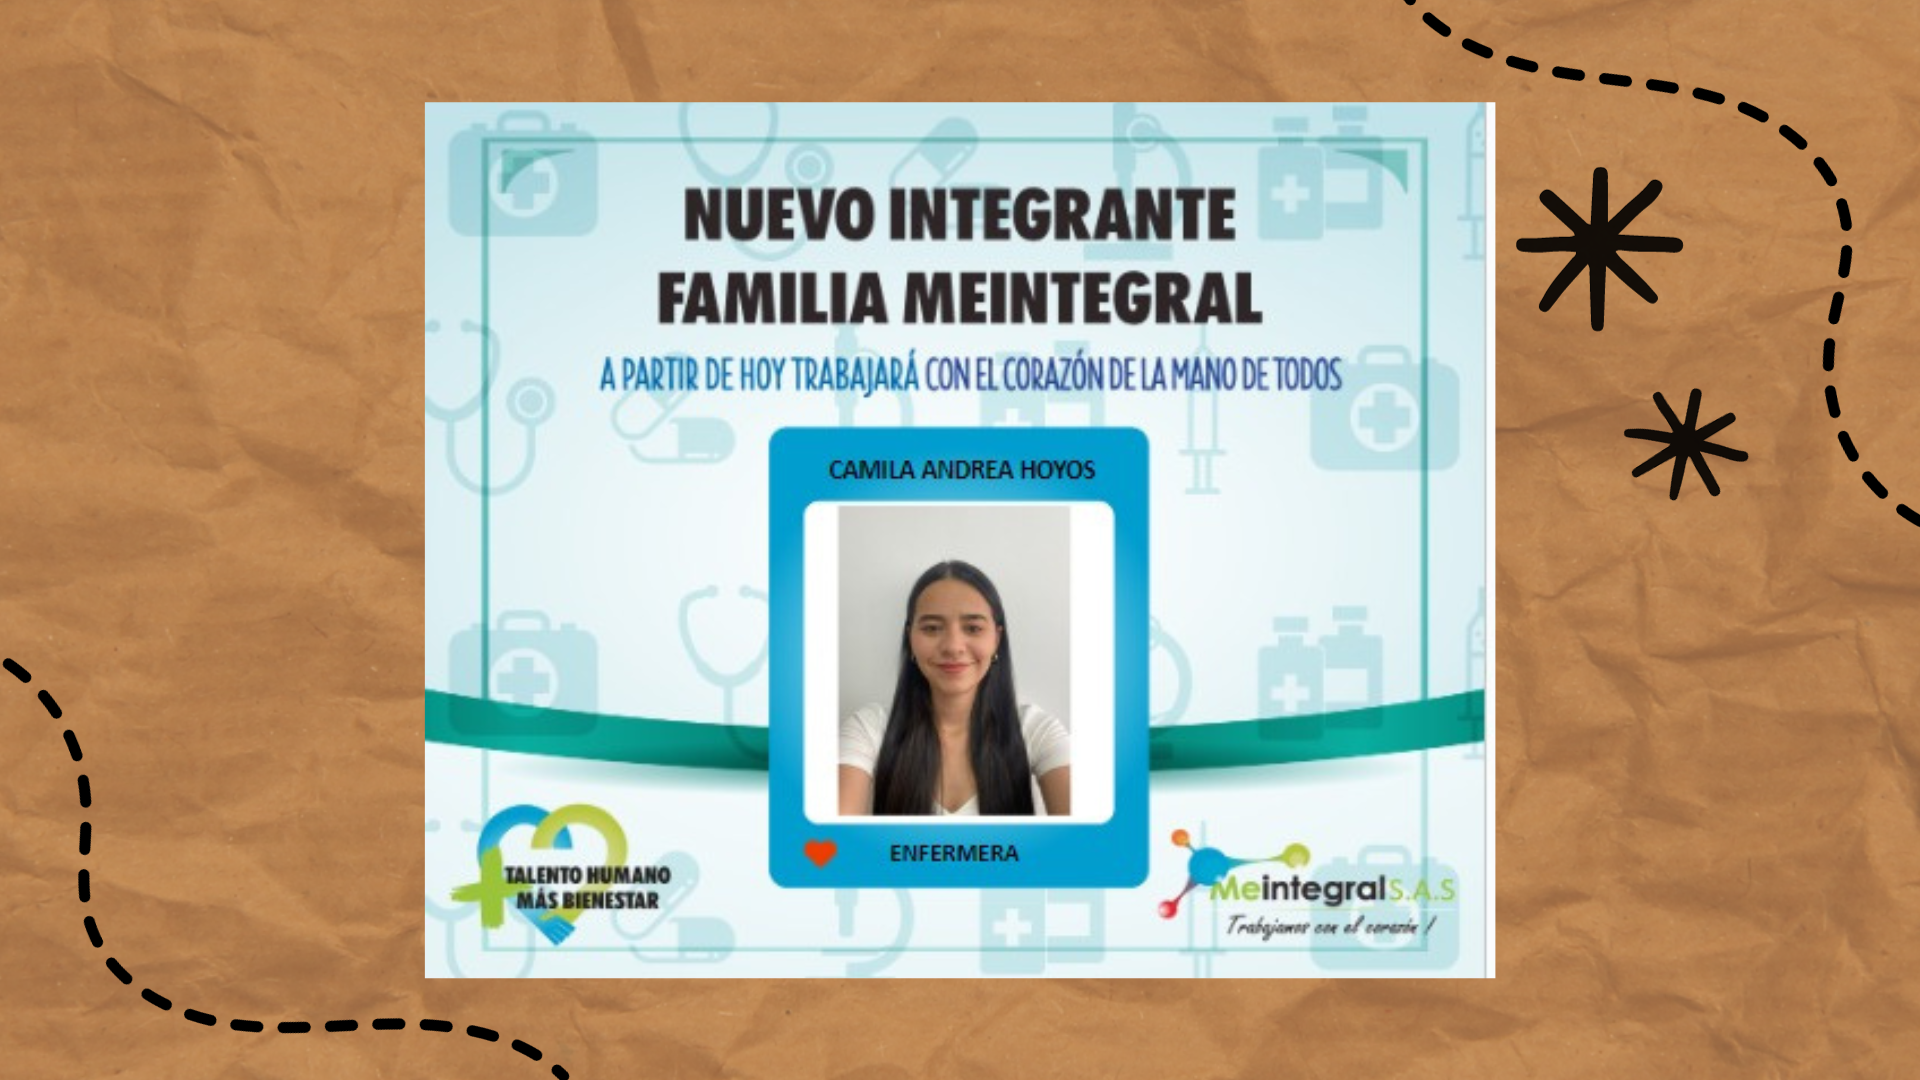 NUEVO INTEGRANTE
FAMILIA MEINTEGRAL
A PARTIR DE HOY TRABAJARÁ CON EL CORAZÓN DE LA MANO DE TODOS
CAMILA ANDREA HOYOS
ENFERMERA
TALENTO HUMANO
MÁS BIENESTAR
Meintegral S.A.S
Trabajamos con el corazón !